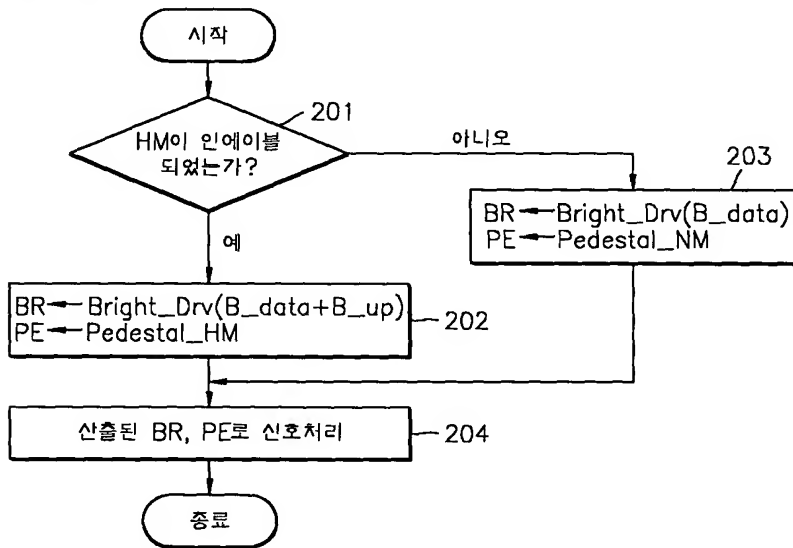 시작
201
HM이 인에이블
되었는가?
아니오
203
BR←Bright_Drv(B_data)
PE←Pedestal_NM
예
BR←Bright_Drv(B_data+B_up)
PE←Pedestal_HM
202
산출된 BR, PE로 신호처리
204
종료